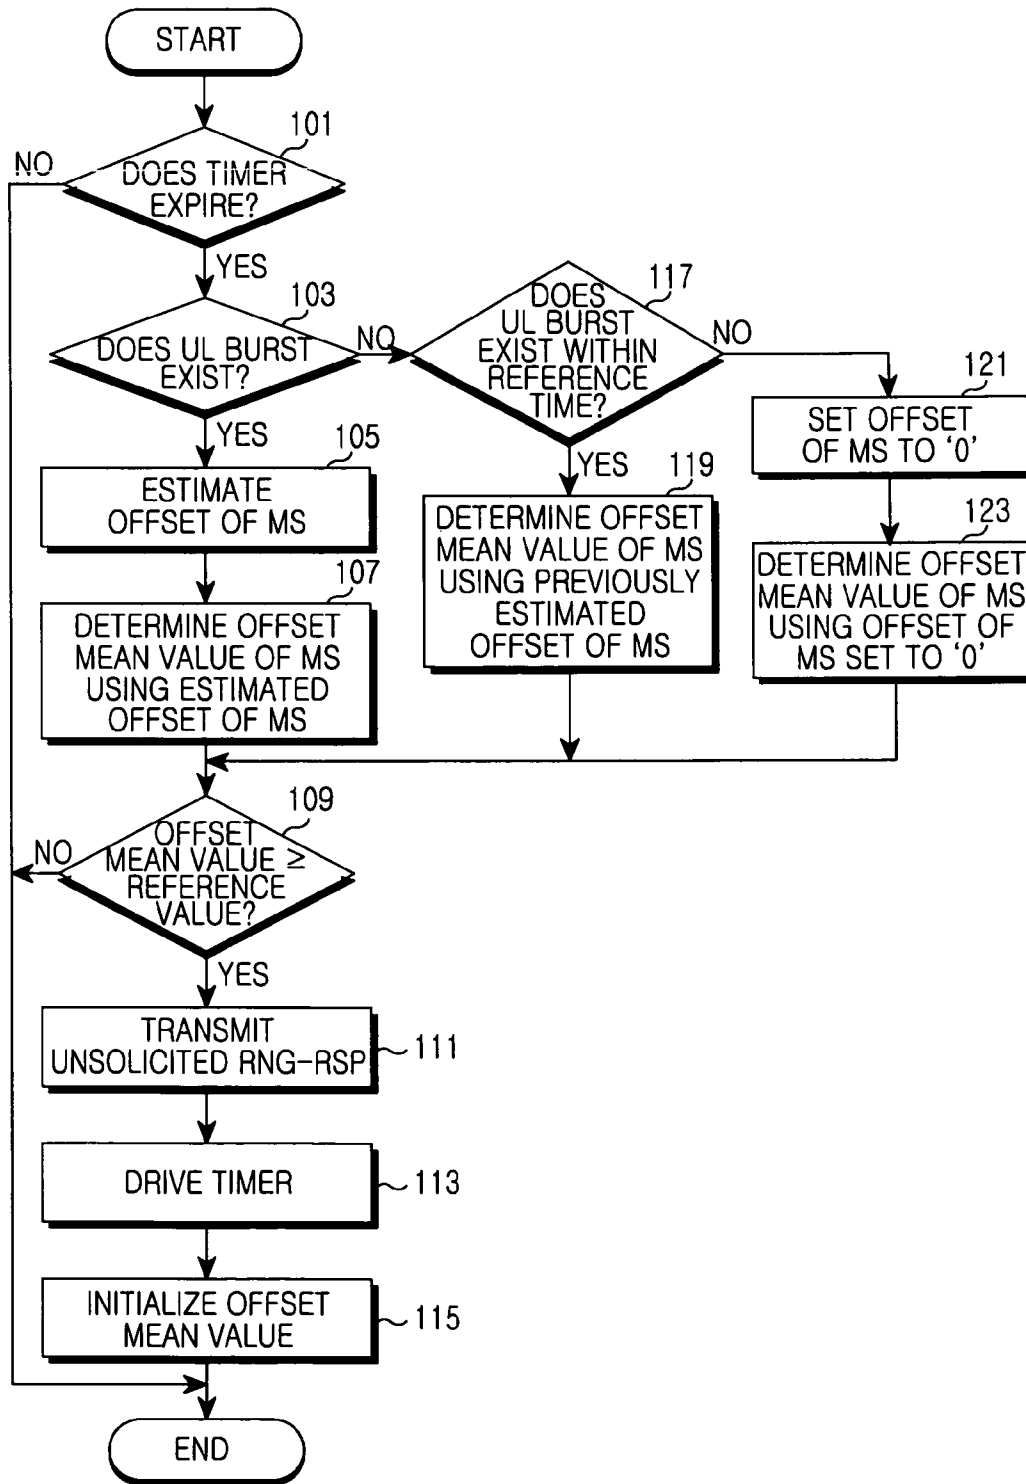 START
101
NO
DOES TIMER
EXPIRE?
YES
103
DOES UL BURST
EXIST?
NO
117
DOES
UL BURST
EXIST WITHIN
REFERENCE
TIME?
NO
YES
YES
121
SET OFFSET
OF MS TO ‘0’
105
ESTIMATE
OFFSET OF MS
119
DETERMINE OFFSET
MEAN VALUE OF MS
USING PREVIOUSLY
ESTIMATED
OFFSET OF MS
123
DETERMINE OFFSET
MEAN VALUE OF MS
USING OFFSET OF
MS SET TO ‘0’
107
DETERMINE OFFSET
MEAN VALUE OF MS
USING ESTIMATED
OFFSET OF MS
109
NO
OFFSET
MEAN VALUE ≥
REFERENCE
VALUE?
YES
TRANSMIT
UNSOLICITED RNG-RSP
111
DRIVE TIMER
113
INITIALIZE OFFSET
MEAN VALUE
115
END